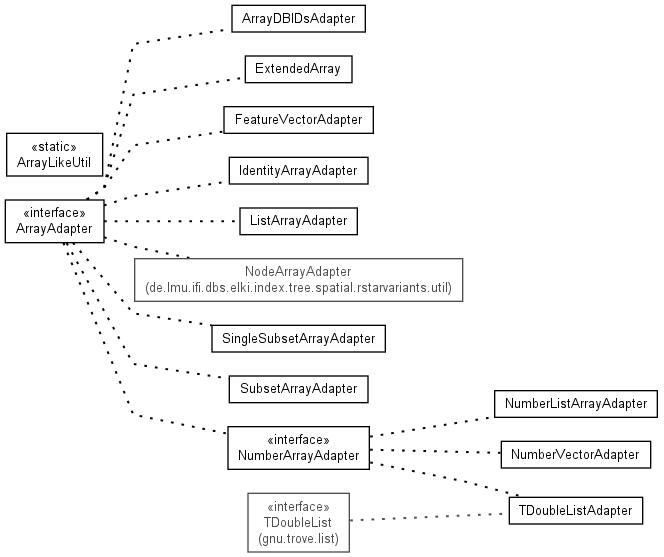 ArrayDBIDsAdapter
ExtendedArray
FeatureVectorAdapter
«static»
ArrayLikeUtil
IdentityArrayAdapter
«interface»
ArrayAdapter
ListArrayAdapter
NodeArrayAdapter
(de.lmu.ifi.dbs.elki.index.tree.spatial.rstarvariants.util)
SingleSubsetArrayAdapter
SubsetArrayAdapter
NumberListArrayAdapter
«interface»
NumberArrayAdapter
NumberVectorAdapter
«interface»
TDoubleList
(gnu.trove.list)
TDoubleListAdapter